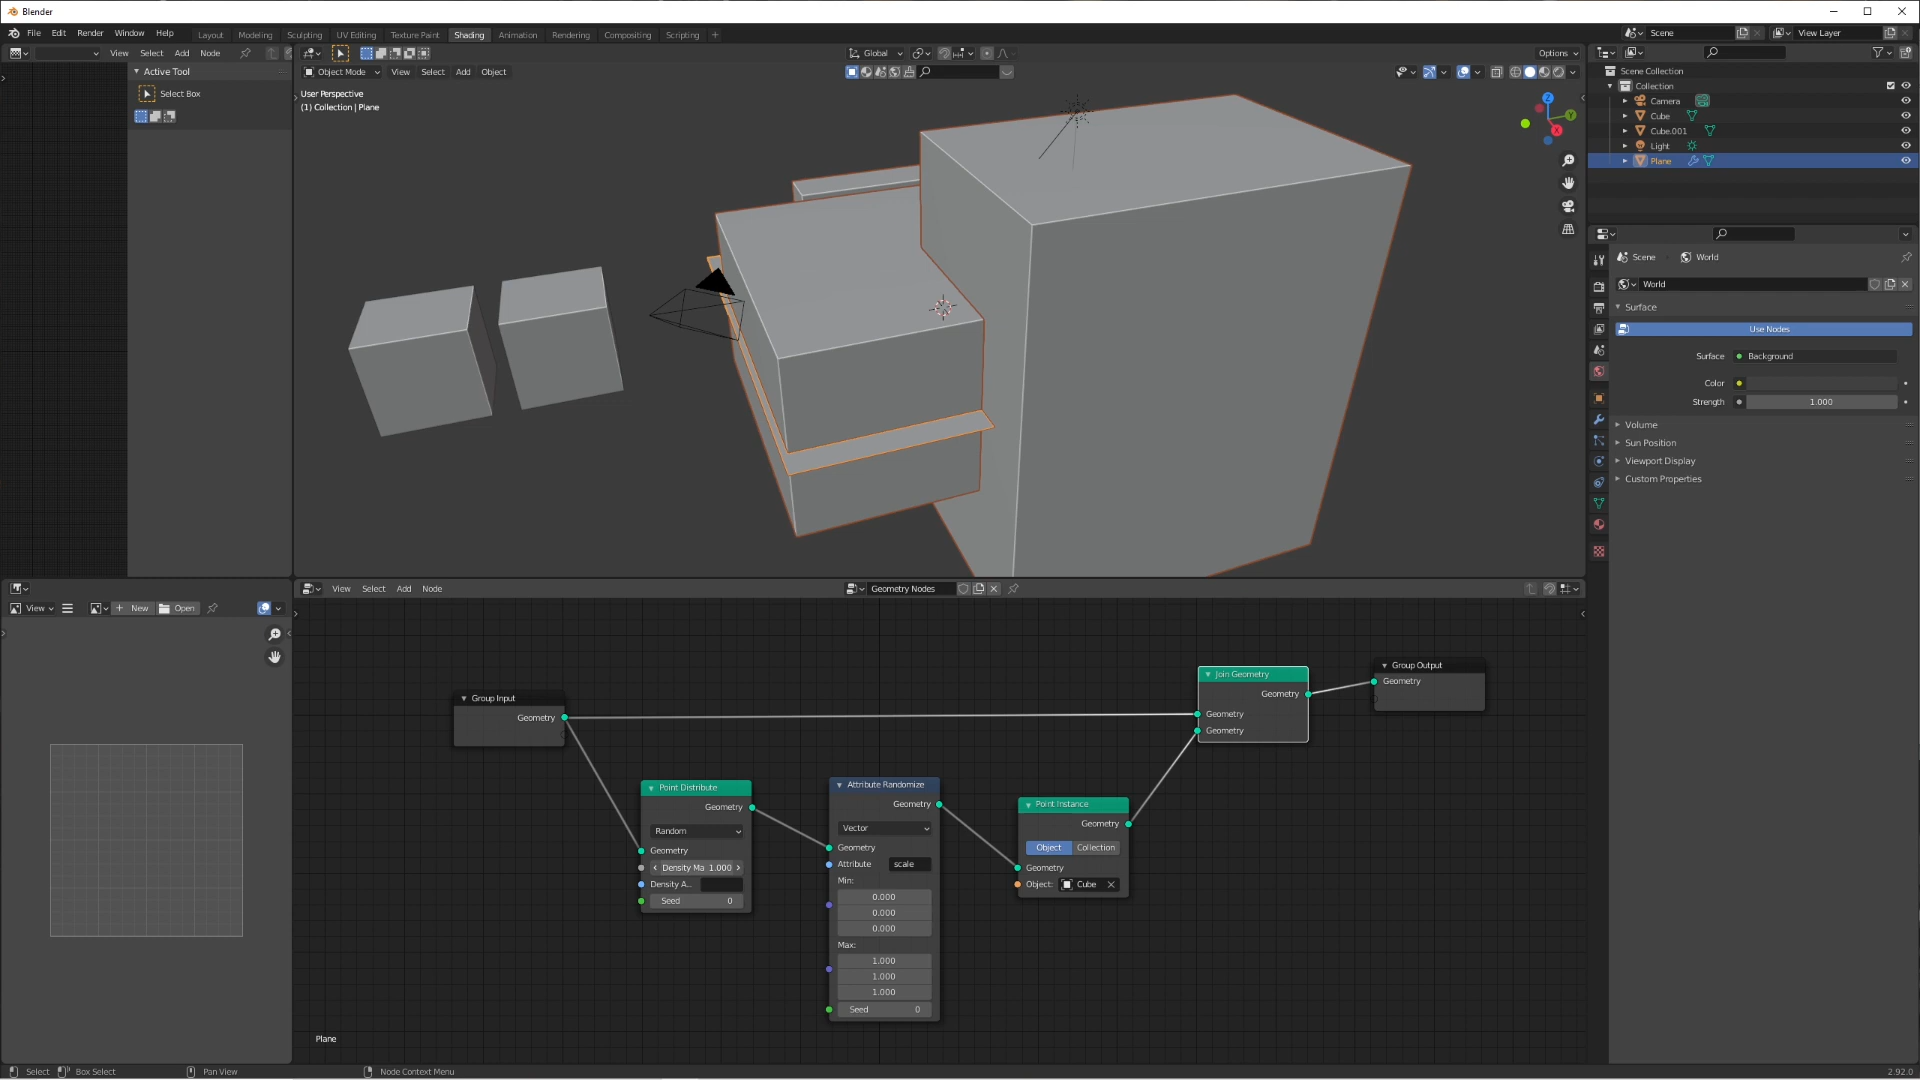 Blender
File Edit Render Window Help Layout Modeling Sculpting UV Editing Texture Paint Shading Animation Rendering Compositing Scripting +
Scene View Layer
View Select Add Node
Global
Options
Active Tool
Object Mode View Select Add Object
Select Box
User Perspective
(1) Collection | Plane
Z
Y
X
Scene Collection
Collection
Camera
Cube
Cube.001
Light
Plane
Scene World
World
Surface
Use Nodes
Surface Background
Color
Strength 1.000
Volume
Sun Position
Viewport Display
Custom Properties
View Select Add Node
Geometry Nodes
View + New Open
Group Input
Geometry
Point Distribute
Geometry
Random
Geometry
Density Ma 1.000
Density A..
Seed 0
Attribute Randomize
Geometry
Vector
Geometry
Attribute scale
Min:
0.000
0.000
0.000
Max:
1.000
1.000
1.000
Seed 0
Point Instance
Geometry
Object Collection
Geometry
Object: Cube
Join Geometry
Geometry
Geometry
Geometry
Group Output
Geometry
Plane
Select Box Select Pan View Node Context Menu 2.92.0